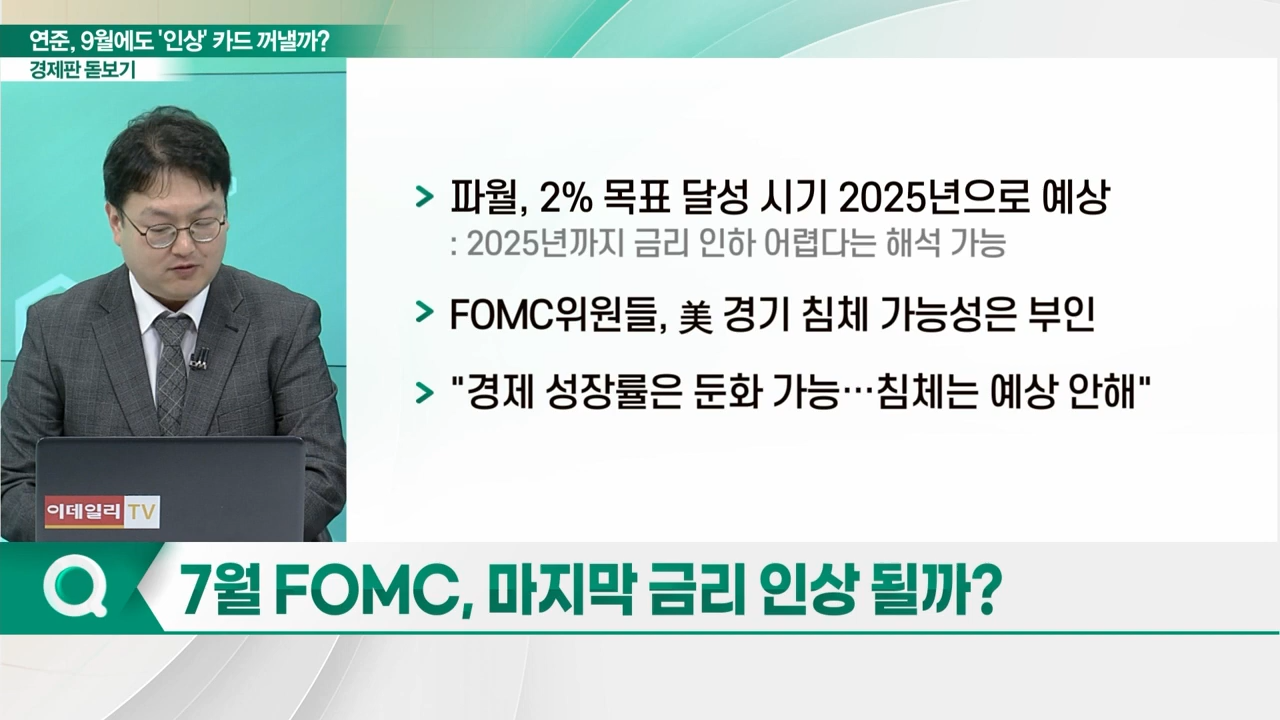 연준, 9월에도 '인상' 카드 꺼낼까?
경제판 돋보기
> 파월, 2% 목표 달성 시기 2025년으로 예상
: 2025년까지 금리 인하 어렵다는 해석 가능
> FOMC위원들, 美 경기 침체 가능성은 부인
> "경제 성장률은 둔화 가능…침체는 예상 안해"
이데일리 TV
7월 FOMC, 마지막 금리 인상 될까?